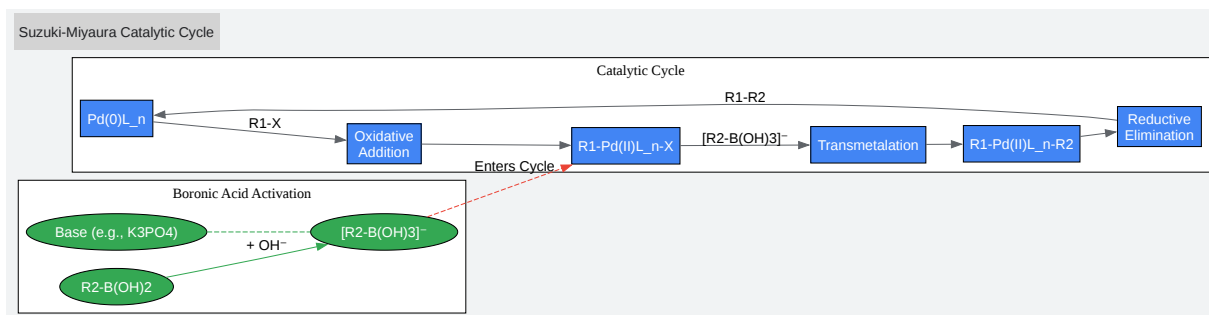 Suzuki-Miyaura Catalytic Cycle
Catalytic Cycle
R1-R2
Pd(0)L_n
R1-X
Oxidative
Addition
R1-Pd(II)L_n-X
[R2-B(OH)3]⁻
Transmetalation
R1-Pd(II)L_n-R2
Reductive
Elimination
Enters Cycle
Boronic Acid Activation
Base (e.g., K3PO4)
[R2-B(OH)3]⁻
+ OH⁻
R2-B(OH)2